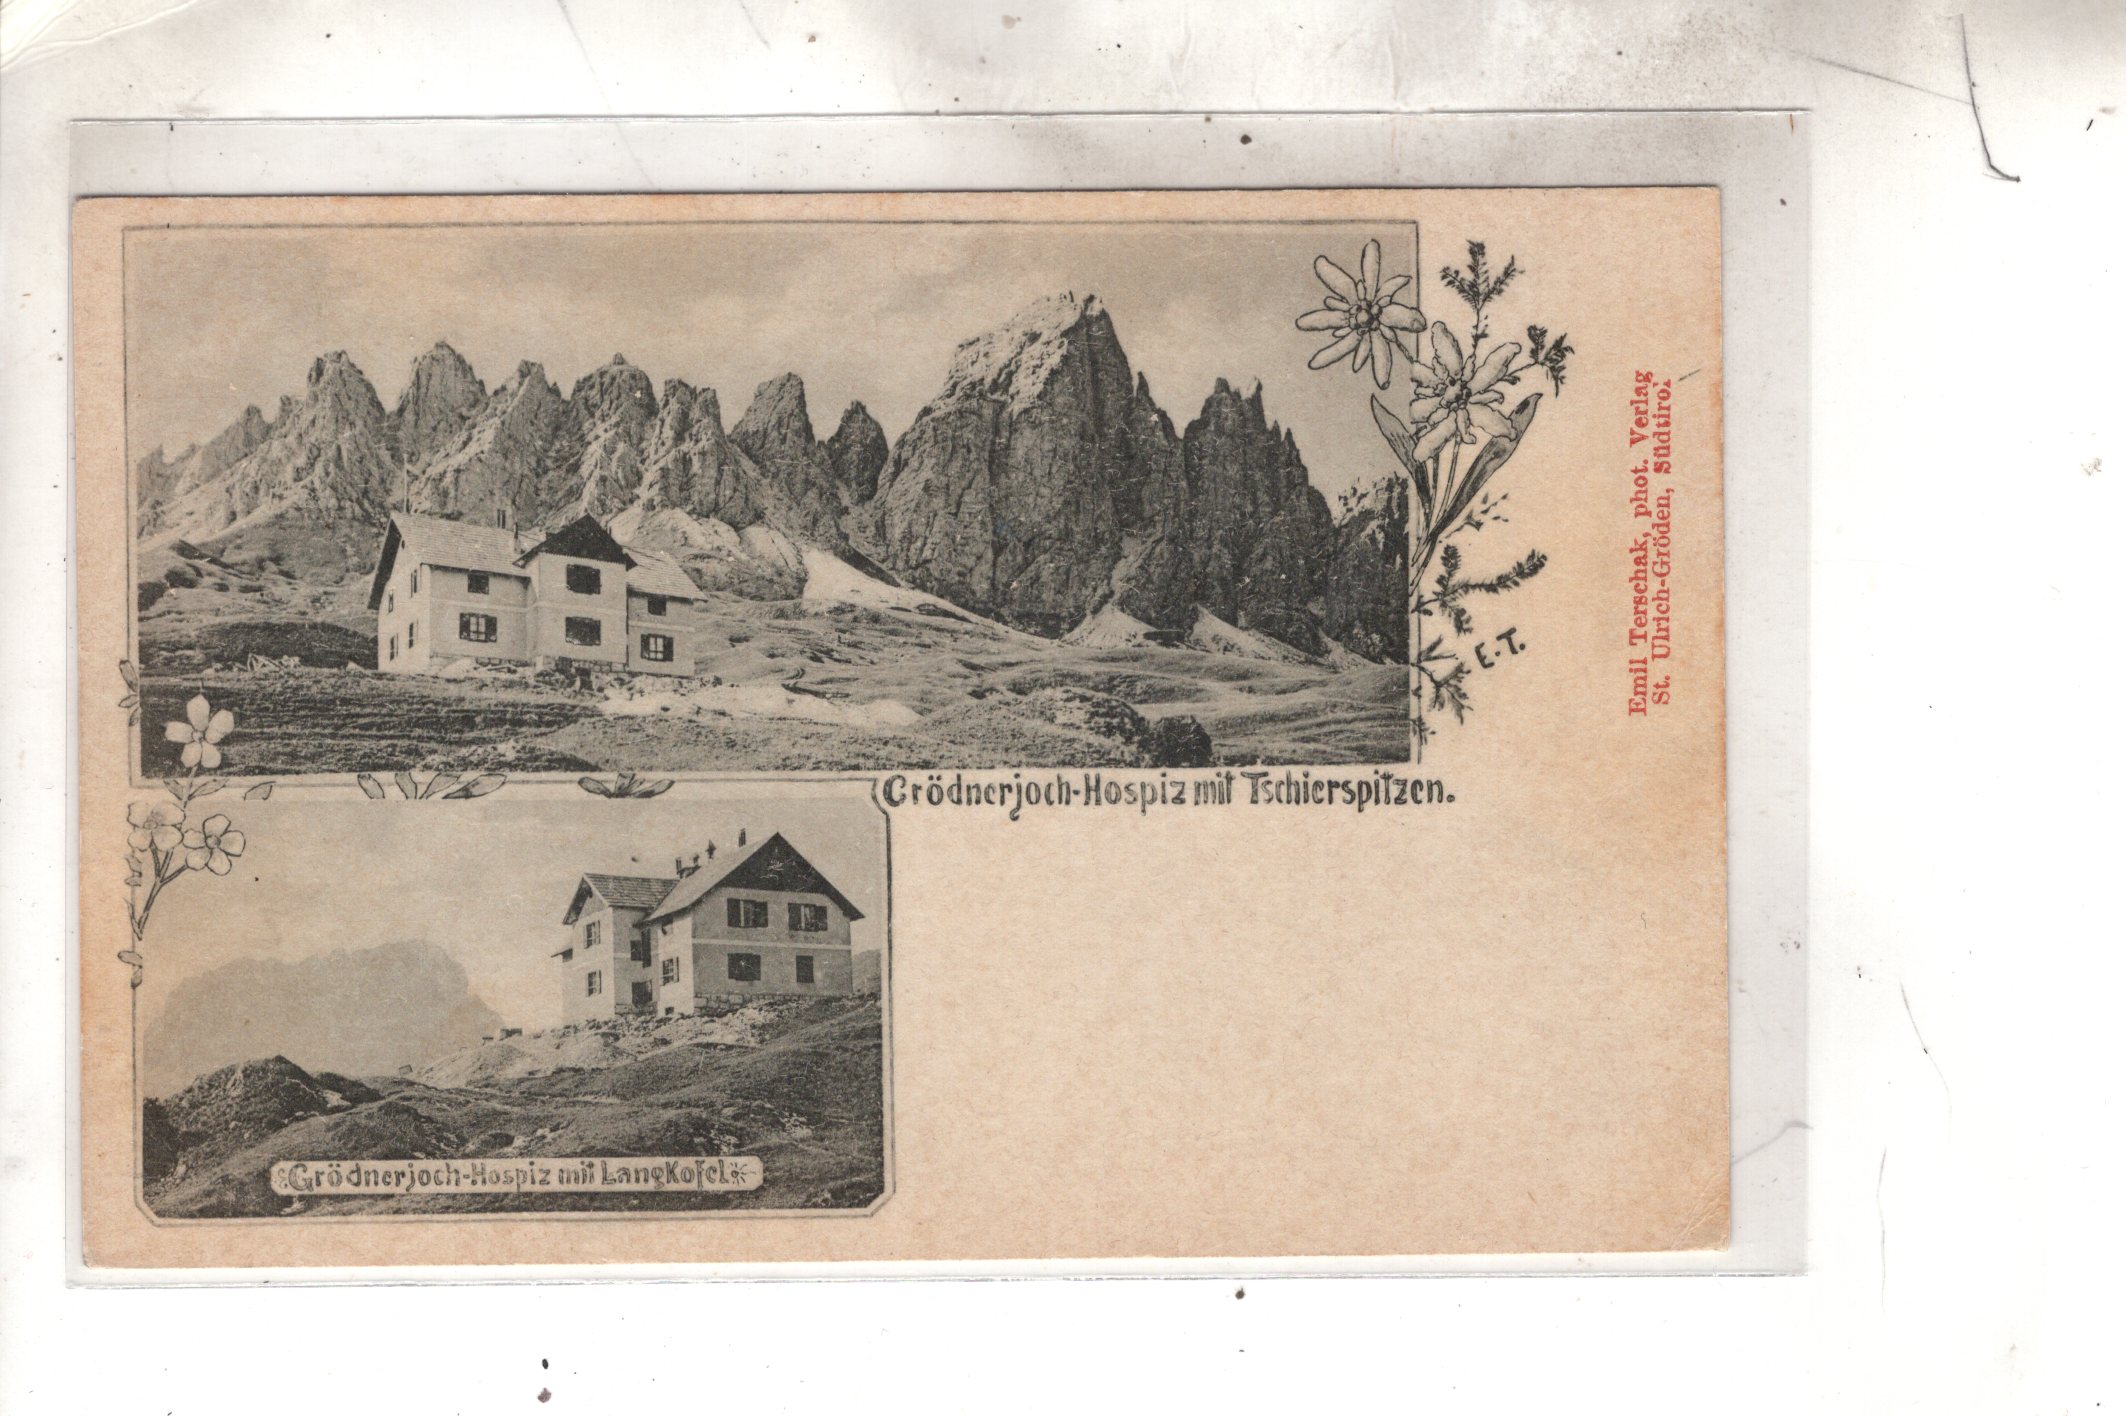 Grödnerjoch-Hospiz mit Tschierspitzen.
Grödnerjoch-Hospiz mit Langkofel
E.T.
Emil Terschak, phot. Verlag
St. Ulrich-Gröden, Südtirol.